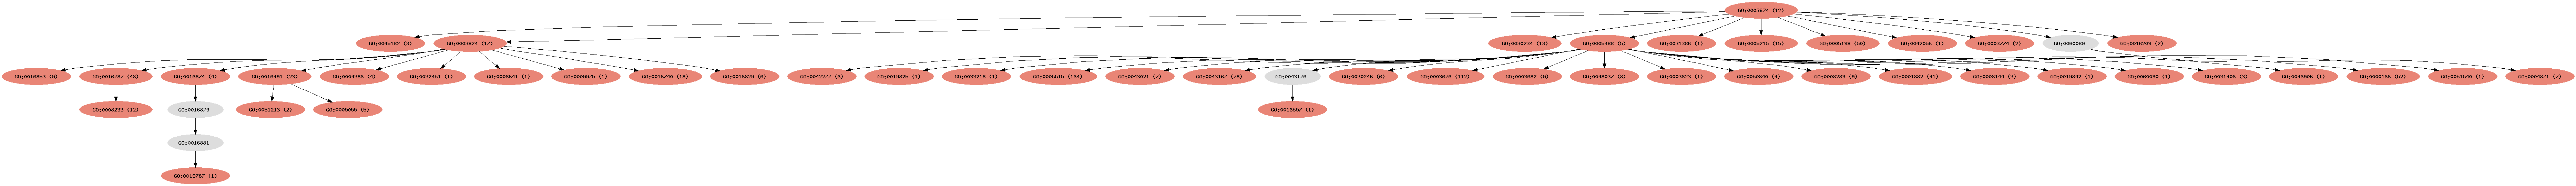 GO:0003674 (12)
GO:0045182 (3)
GO:0003824 (17)
GO:0030234 (13)
GO:0005488 (5)
GO:0031386 (1)
GO:0005215 (15)
GO:0005198 (50)
GO:0042056 (1)
GO:0003774 (2)
GO:0060089
GO:0016209 (2)
GO:0016853 (9)
GO:0016787 (46)
GO:0016874 (4)
GO:0016491 (23)
GO:0004386 (4)
GO:0032451 (1)
GO:0008641 (1)
GO:0009975 (1)
GO:0016740 (18)
GO:0016829 (6)
GO:0042277 (6)
GO:0019825 (1)
GO:0033218 (1)
GO:0005515 (164)
GO:0043021 (7)
GO:0043167 (78)
GO:0043176
GO:0030246 (6)
GO:0003676 (112)
GO:0003682 (9)
GO:0048037 (8)
GO:0003823 (1)
GO:0050840 (4)
GO:0008289 (9)
GO:0001882 (41)
GO:0008144 (3)
GO:0019842 (1)
GO:0060090 (1)
GO:0031406 (3)
GO:0046906 (1)
GO:0000166 (52)
GO:0051540 (1)
GO:0004871 (7)
GO:0008233 (12)
GO:0016879
GO:0051213 (2)
GO:0009055 (5)
GO:0016597 (1)
GO:0016881
GO:0019787 (1)